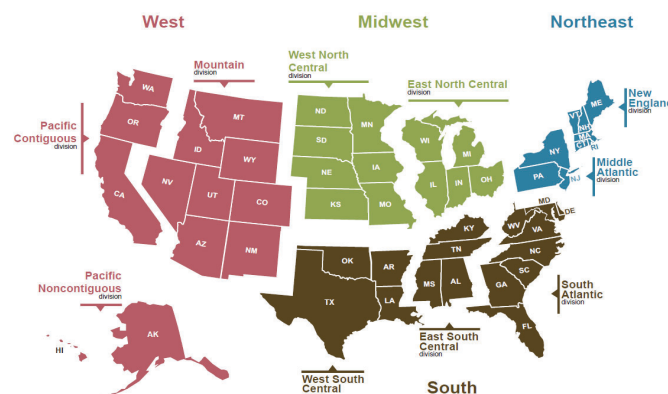 West
Midwest
Northeast
Mountain
division
West North
Central
division
East North Central
division
New
England
division
Pacific
Contiguous
division
Middle
Atlantic
division
Pacific
Noncontiguous
division
South
Atlantic
division
East South
Central
division
West South
Central
division
South
WA
OR
CA
NV
ID
MT
WY
UT
CO
AZ
NM
AK
HI
ND
SD
NE
KS
MN
IA
MO
WI
IL
MI
IN
OH
ME
VT
NH
CT
RI
NY
PA
NJ
MD
DE
WV
VA
KY
TN
NC
SC
GA
FL
MS
AL
OK
TX
AR
LA